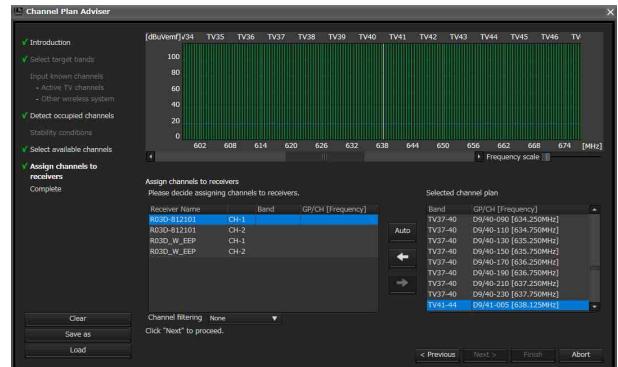 Channel Plan Adviser
Introduction
Select target bands
Input known channels
- Active TV channels
- Other wireless system
Detect occupied channels
Stability conditions
Select available channels
Assign channels to
receivers
Complete
Clear
Save as
Load
[dBuVemf] V34 TV35 TV36 TV37 TV38 TV39 TV40 TV41 TV42 TV43 TV44 TV45 TV46 TV
100
80
60
40
20
0
602 608 614 620 626 632 638 644 650 656 662 668 674 [MHz]
Frequency scale
Assign channels to receivers
Please decide assigning channels to receivers.
Receiver Name Band GP/CH [Frequency]
R03D-812101 CH-1
R03D-812101 CH-2
R03D_W_EEP CH-1
R03D_W_EEP CH-2
Auto
Selected channel plan
Band GP/CH [Frequency]
TV37-40 D9/40-090 [634.250MHz]
TV37-40 D9/40-110 [634.750MHz]
TV37-40 D9/40-130 [635.250MHz]
TV37-40 D9/40-150 [635.750MHz]
TV37-40 D9/40-170 [636.250MHz]
TV37-40 D9/40-190 [636.750MHz]
TV37-40 D9/40-210 [637.250MHz]
TV37-40 D9/40-230 [637.750MHz]
TV41-44 D9/41-005 [638.125MHz]
Channel filtering None
Click "Next" to proceed.
< Previous Next > Finish Abort